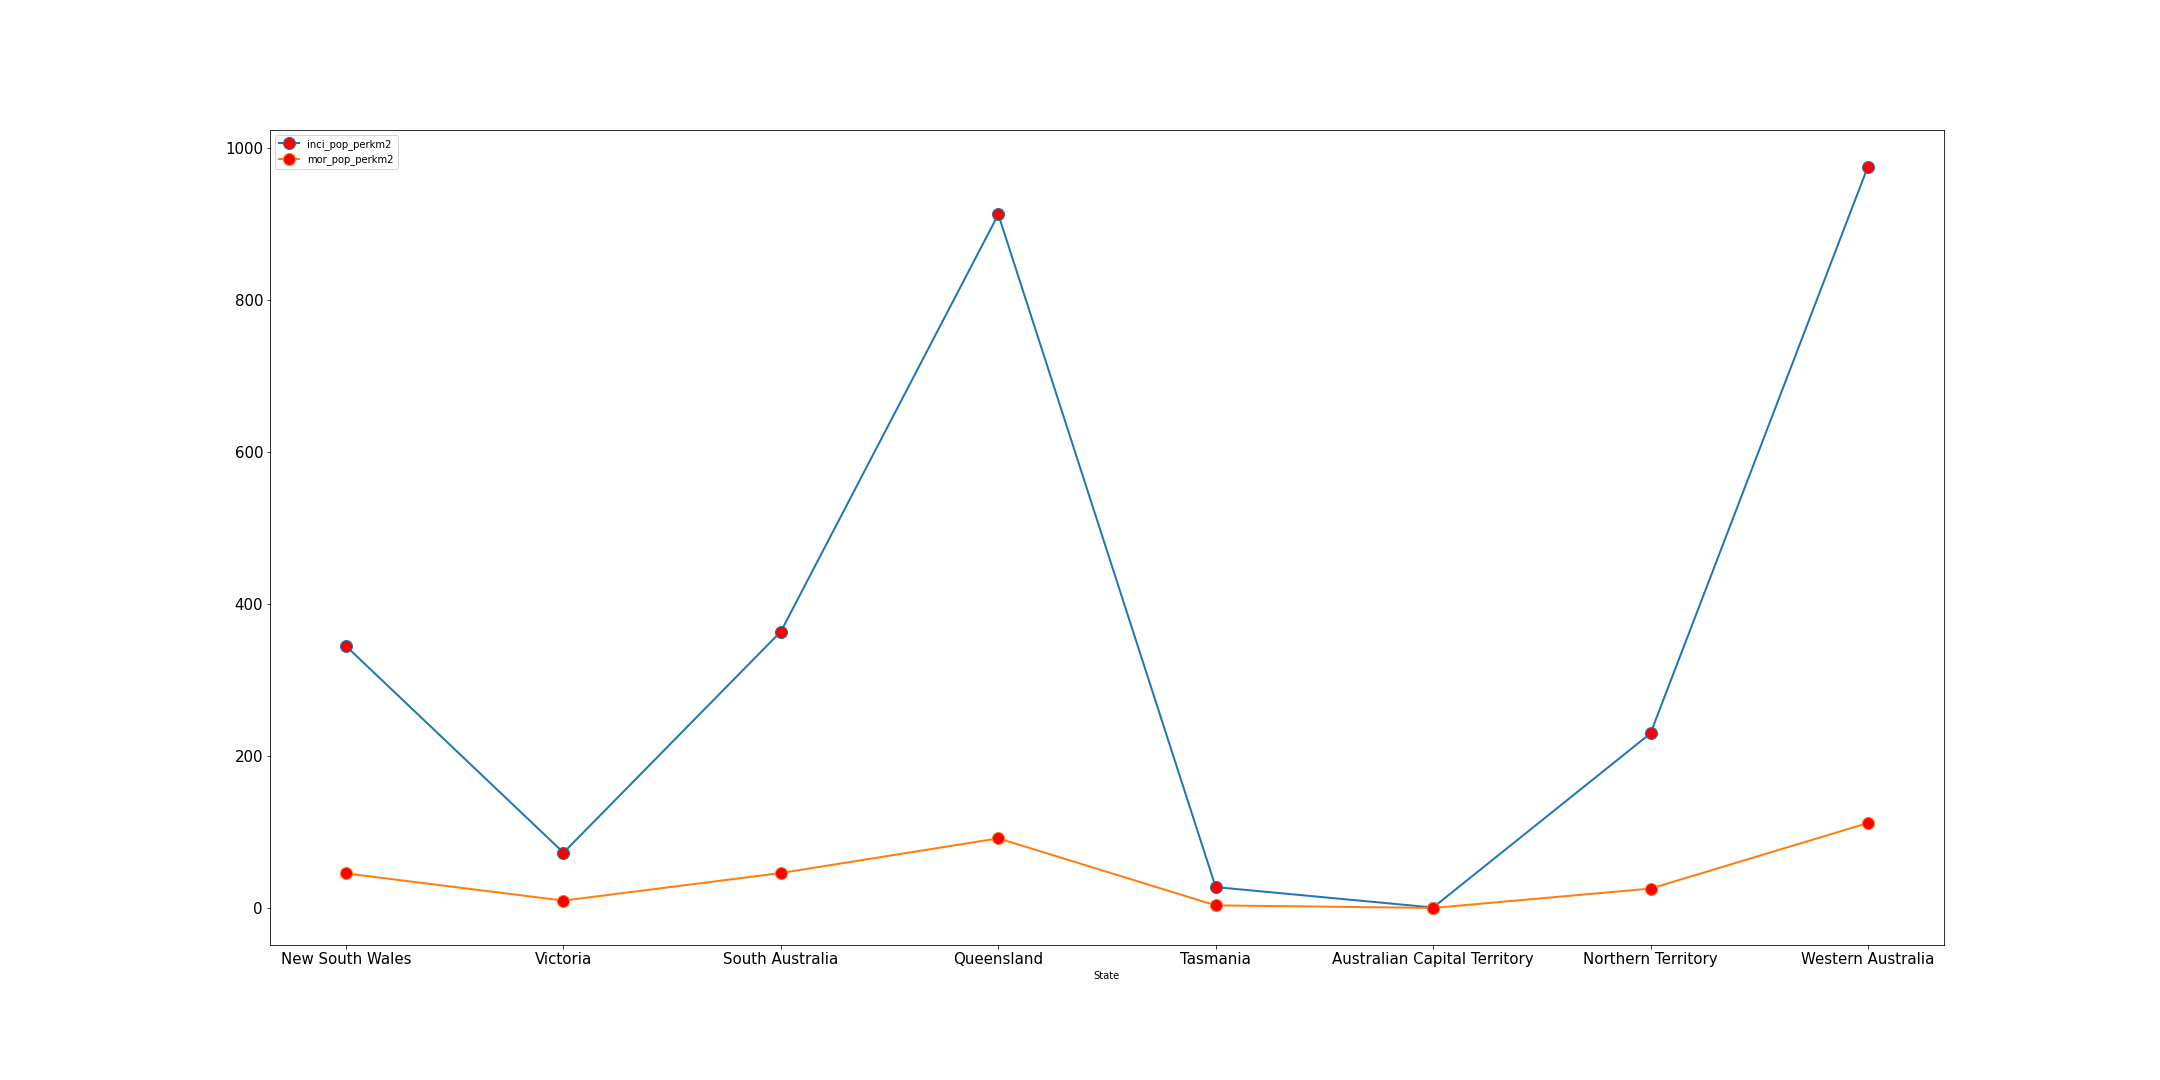 inci_pop_perkm2
mor_pop_perkm2
1000
800
600
400
200
0
New South Wales Victoria South Australia Queensland Tasmania Australian Capital Territory Northern Territory Western Australia
State